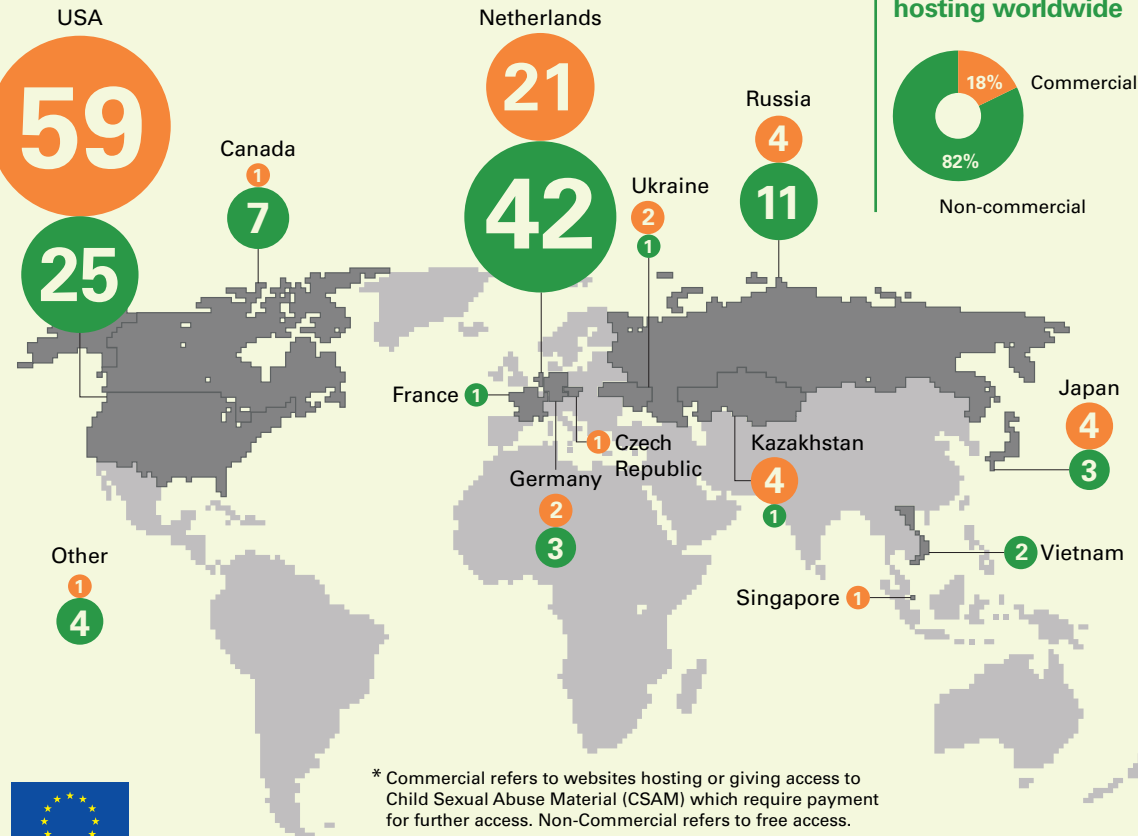 hosting worldwide
18%
Commercial
82%
Non-commercial
USA
59
25
Canada
1
7
Netherlands
21
42
Ukraine
2
1
Russia
4
11
France 1
1 Czech
Republic
Germany
2
3
Kazakhstan
4
1
Japan
4
3
2 Vietnam
Singapore 1
Other
1
4
* Commercial refers to websites hosting or giving access to
Child Sexual Abuse Material (CSAM) which require payment
for further access. Non-Commercial refers to free access.